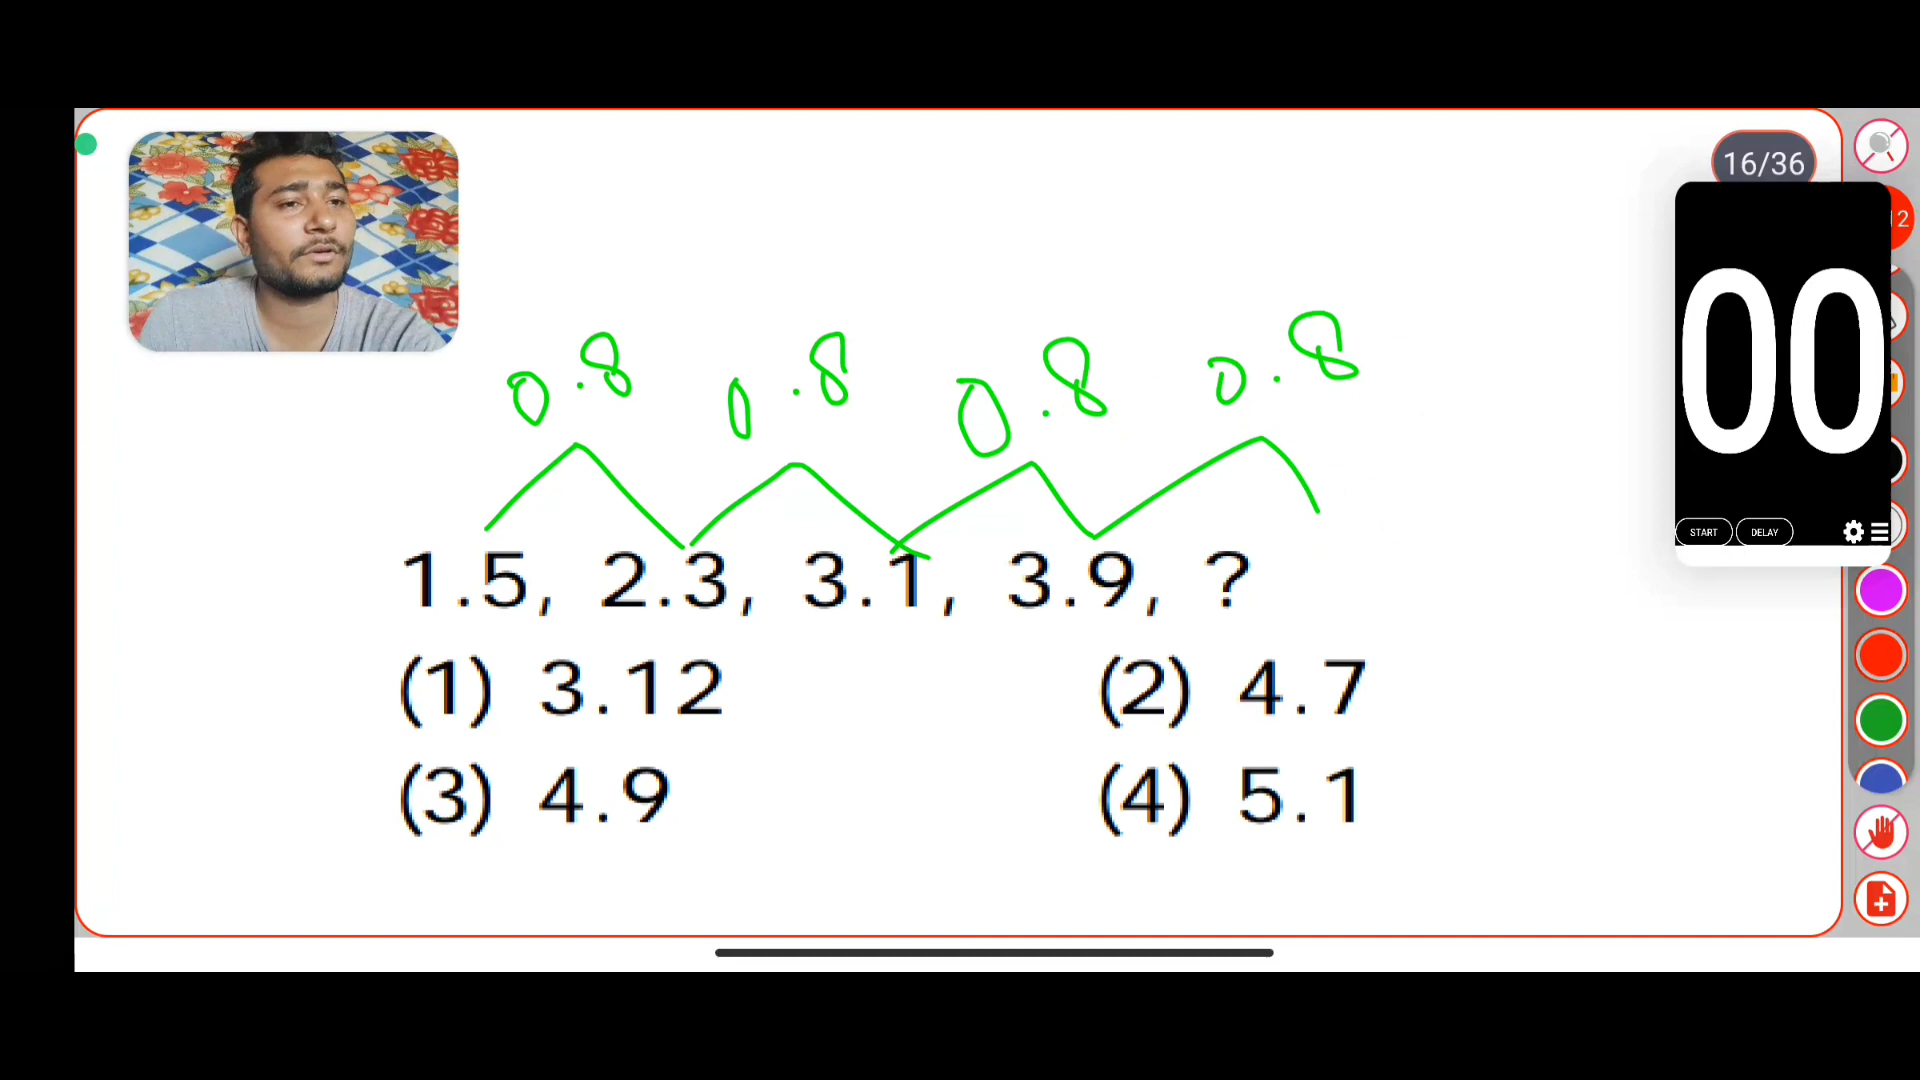 16/36
12
00
START DELAY
0.8 0.8 0.8 0.8
1.5, 2.3, 3.1, 3.9, ?
(1) 3.12 (2) 4.7
(3) 4.9 (4) 5.1